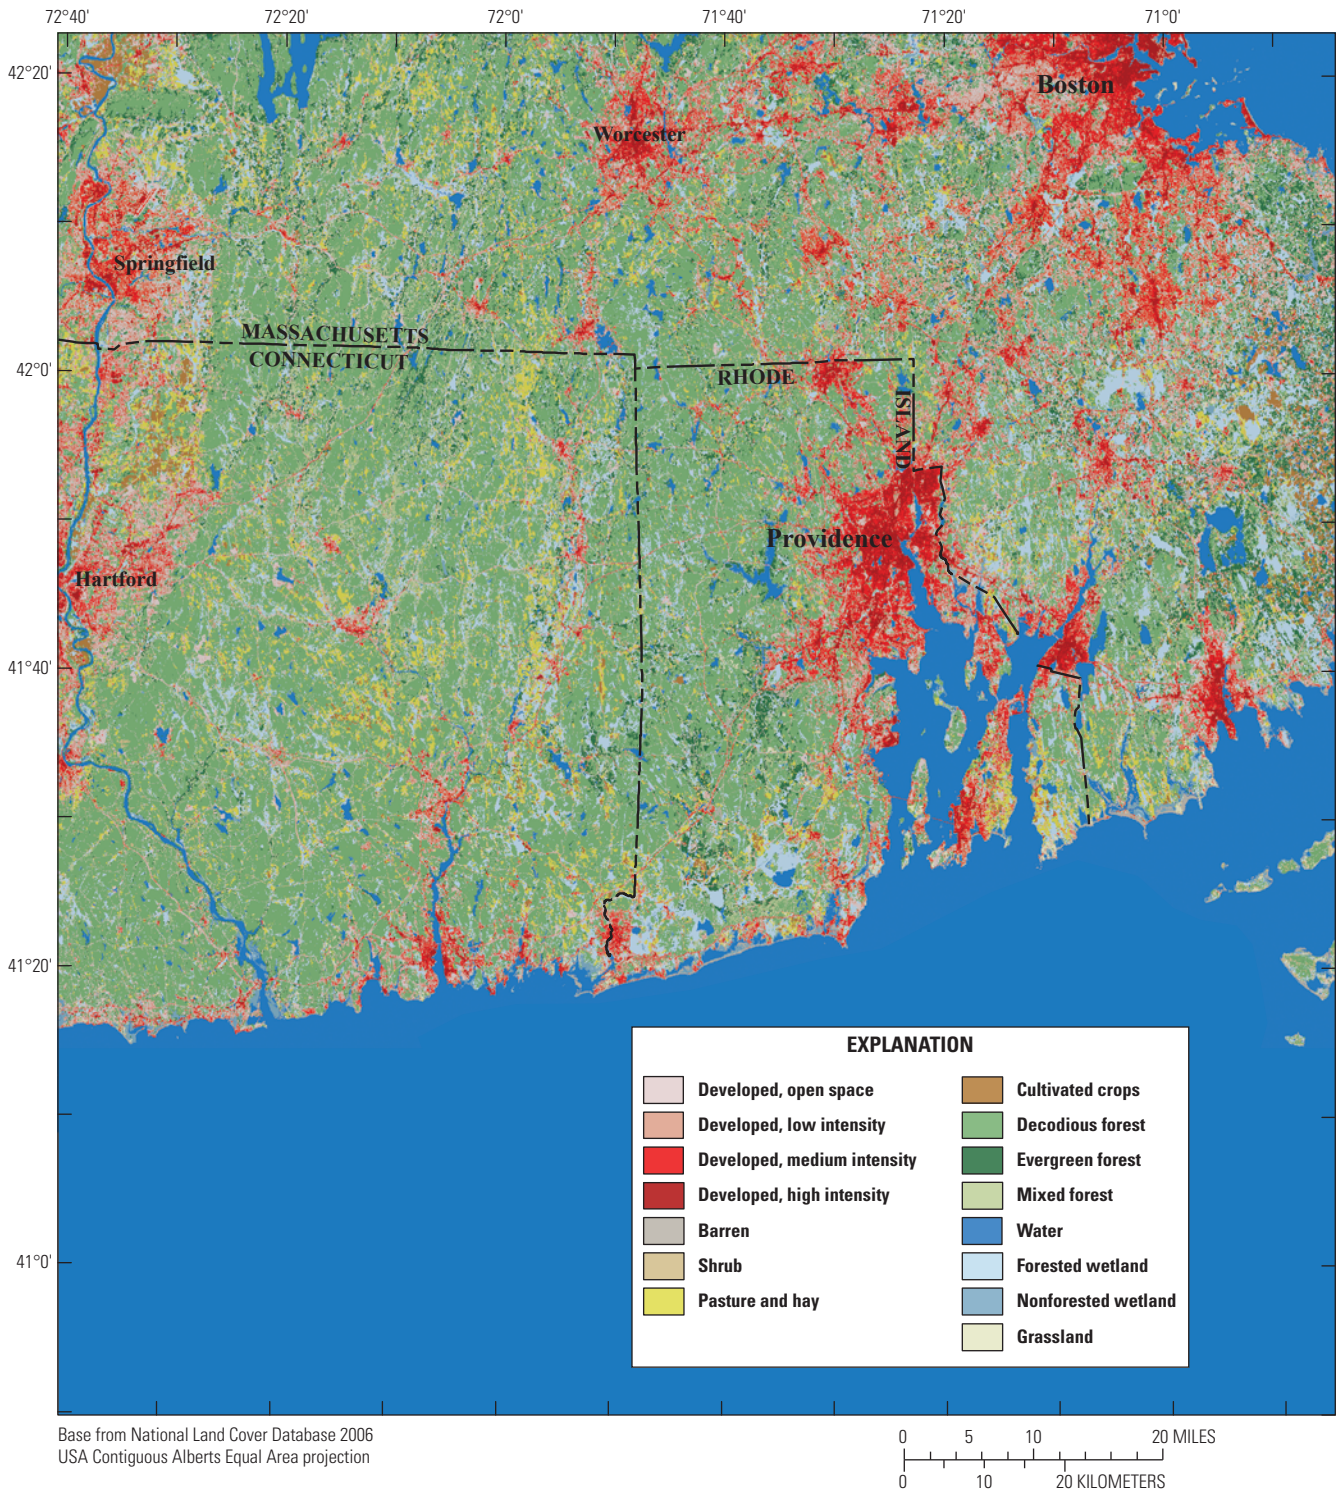 72°40' 72°20' 72°0' 71°40' 71°20' 71°0'
42°20'
Boston
Worcester
Springfield
MASSACHUSETTS
CONNECTICUT
42°0'
RHODE
ISLAND
Providence
Hartford
41°40'
41°20'
EXPLANATION
Developed, open space
Developed, low intensity
Developed, medium intensity
Developed, high intensity
Barren
Shrub
Pasture and hay
Cultivated crops
Decodious forest
Evergreen forest
Mixed forest
Water
Forested wetland
Nonforested wetland
Grassland
41°0'
Base from National Land Cover Database 2006
USA Contiguous Alberts Equal Area projection
0 5 10 20 MILES
0 10 20 KILOMETERS